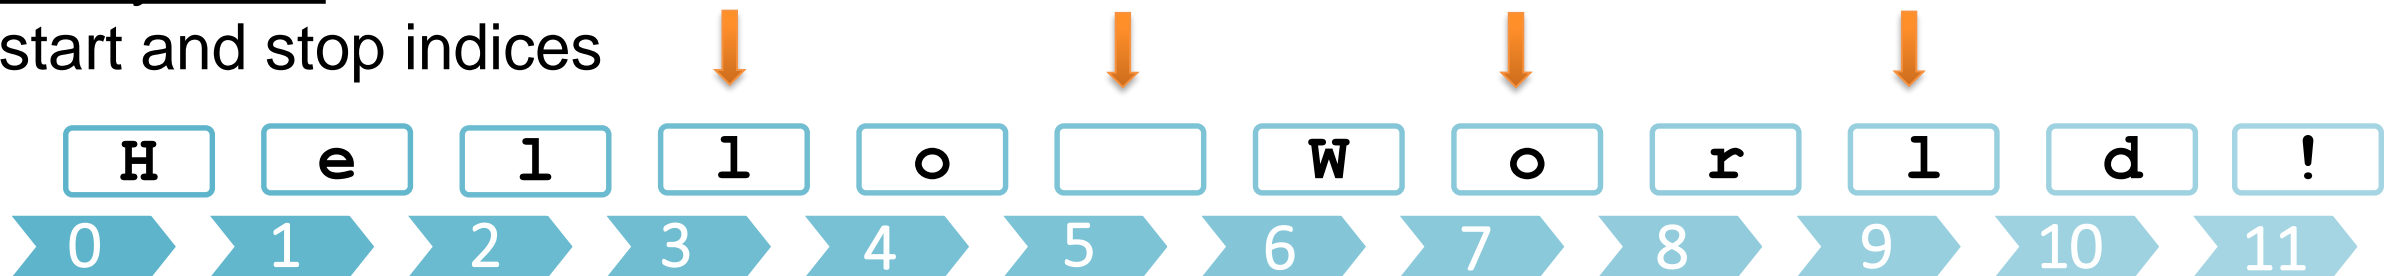 start and stop indices
H e l l o W o r l d !
0 1 2 3 4 5 6 7 8 9 10 11